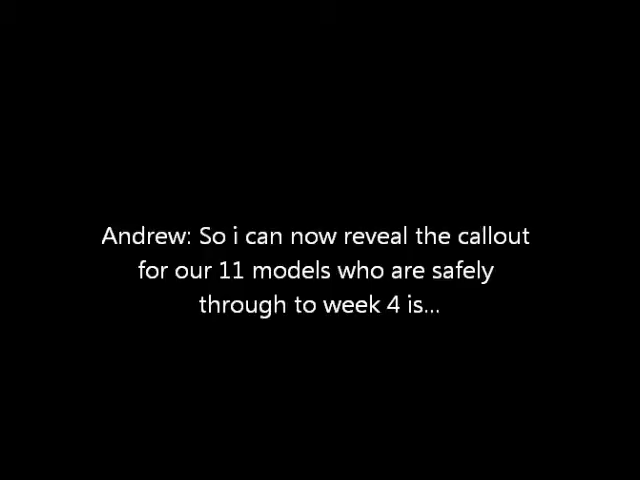 Andrew: So i can now reveal the callout
for our 11 models who are safely
through to week 4 is...